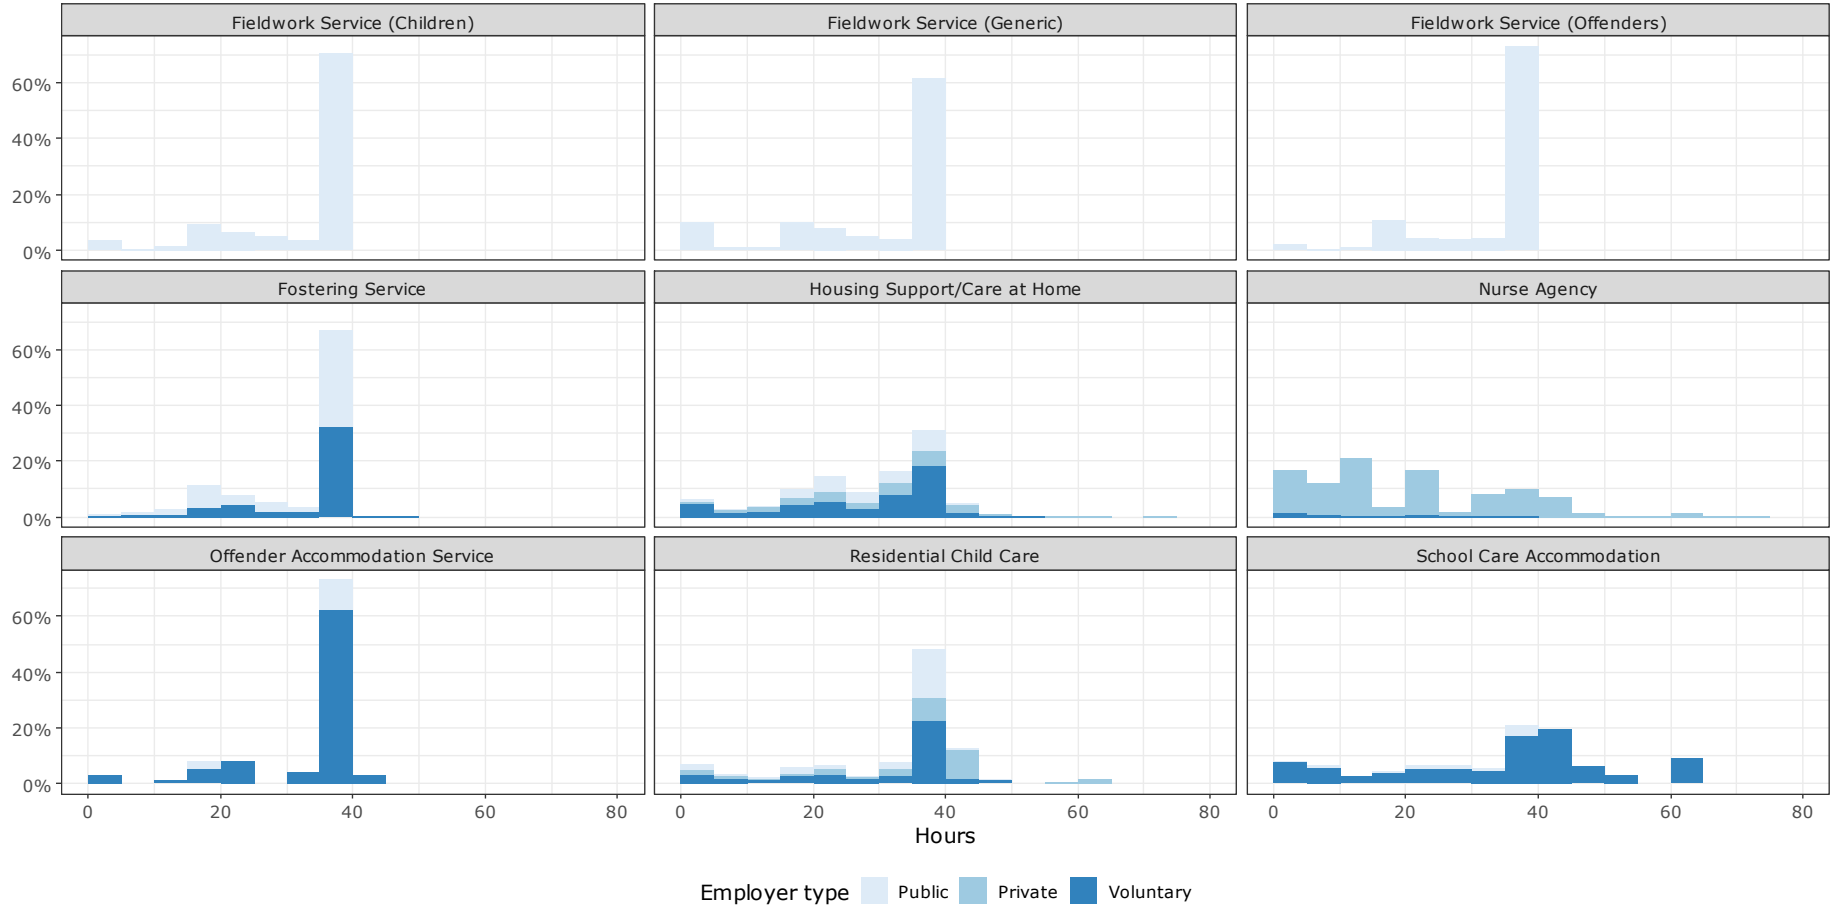 Fieldwork Service (Children) Fieldwork Service (Generic) Fieldwork Service (Offenders)
60%
40%
20%
0%
Fostering Service Housing Support/Care at Home Nurse Agency
60%
40%
20%
0%
Offender Accommodation Service Residential Child Care School Care Accommodation
60%
40%
20%
0%
0 20 40 60 80 0 20 40 60 80 0 20 40 60 80
Hours
Employer type Public Private Voluntary